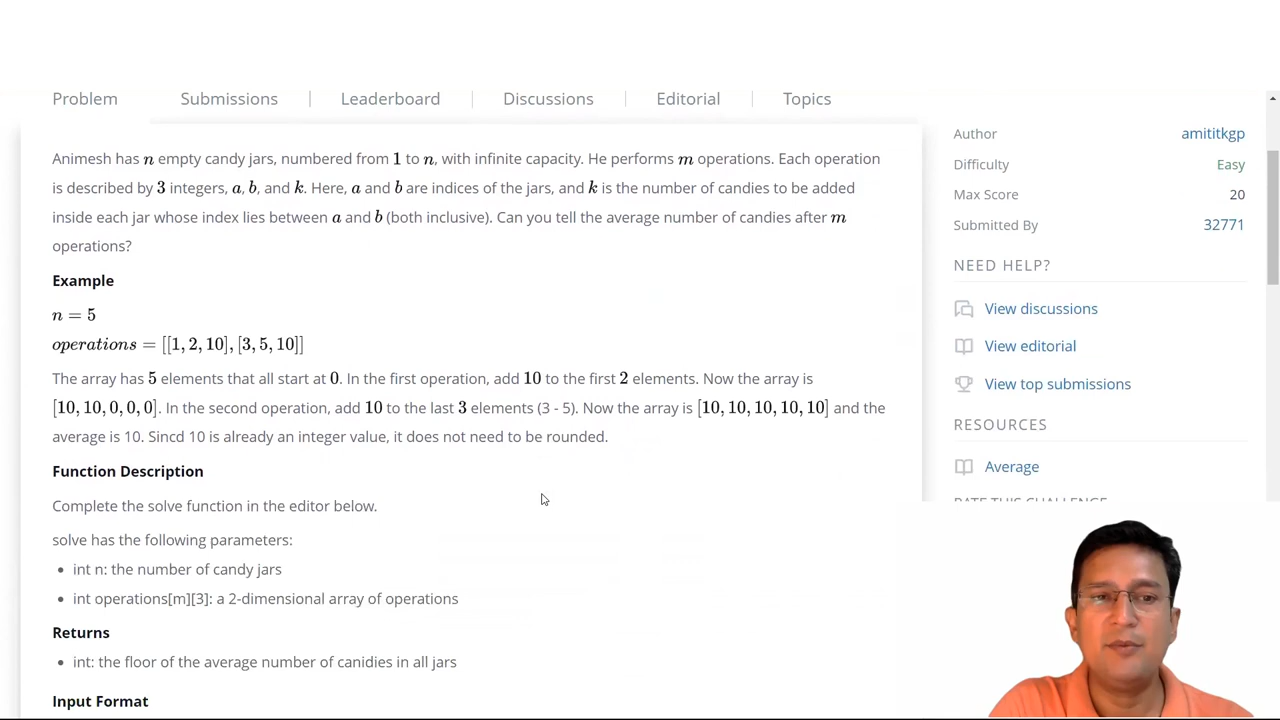 Problem Submissions Leaderboard Discussions Editorial Topics
Animesh has n empty candy jars, numbered from 1 to n, with infinite capacity. He performs m operations. Each operation
is described by 3 integers, a, b, and k. Here, a and b are indices of the jars, and k is the number of candies to be added
inside each jar whose index lies between a and b (both inclusive). Can you tell the average number of candies after m
operations?
Example
n = 5
operations = [[1, 2, 10], [3, 5, 10]]
The array has 5 elements that all start at 0. In the first operation, add 10 to the first 2 elements. Now the array is
[10, 10, 0, 0, 0]. In the second operation, add 10 to the last 3 elements (3 - 5). Now the array is [10, 10, 10, 10, 10] and the
average is 10. Sincd 10 is already an integer value, it does not need to be rounded.
Function Description
Complete the solve function in the editor below.
solve has the following parameters:
• int n: the number of candy jars
• int operations[m][3]: a 2-dimensional array of operations
Returns
• int: the floor of the average number of canidies in all jars
Input Format
Author amititkgp
Difficulty Easy
Max Score 20
Submitted By 32771
NEED HELP?
View discussions
View editorial
View top submissions
RESOURCES
Average
RATE THIS CHALLENGE